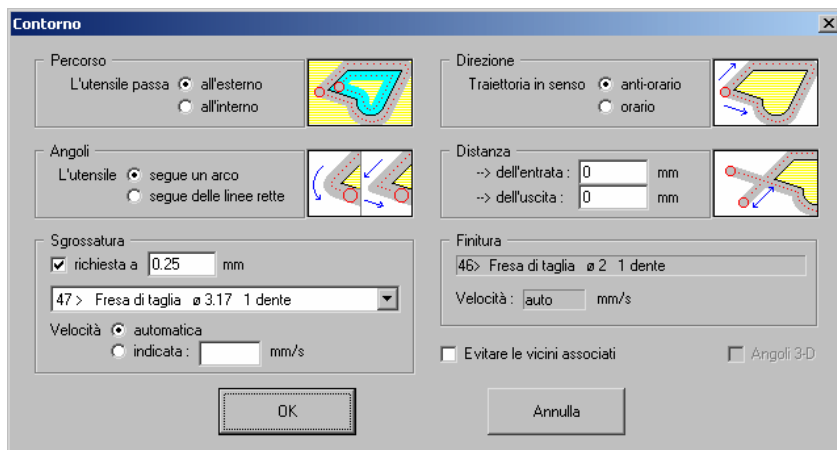 Contorno
Percorso
L'utensile passa all'esterno
all'interno
Direzione
Traiettoria in senso anti-orario
orario
Angoli
L'utensile segue un arco
segue delle linee rette
Distanza
--> dell'entrata : 0 mm
--> dell'uscita : 0 mm
Sgrossatura
richiesta a 0.25 mm
47 > Fresa di taglia ø 3.17 1 dente
Velocità automatica
indicata : mm/s
Finitura
46> Fresa di taglia ø 2 1 dente
Velocità : auto mm/s
Evitare le vicini associati
Angoli 3-D
OK
Annulla